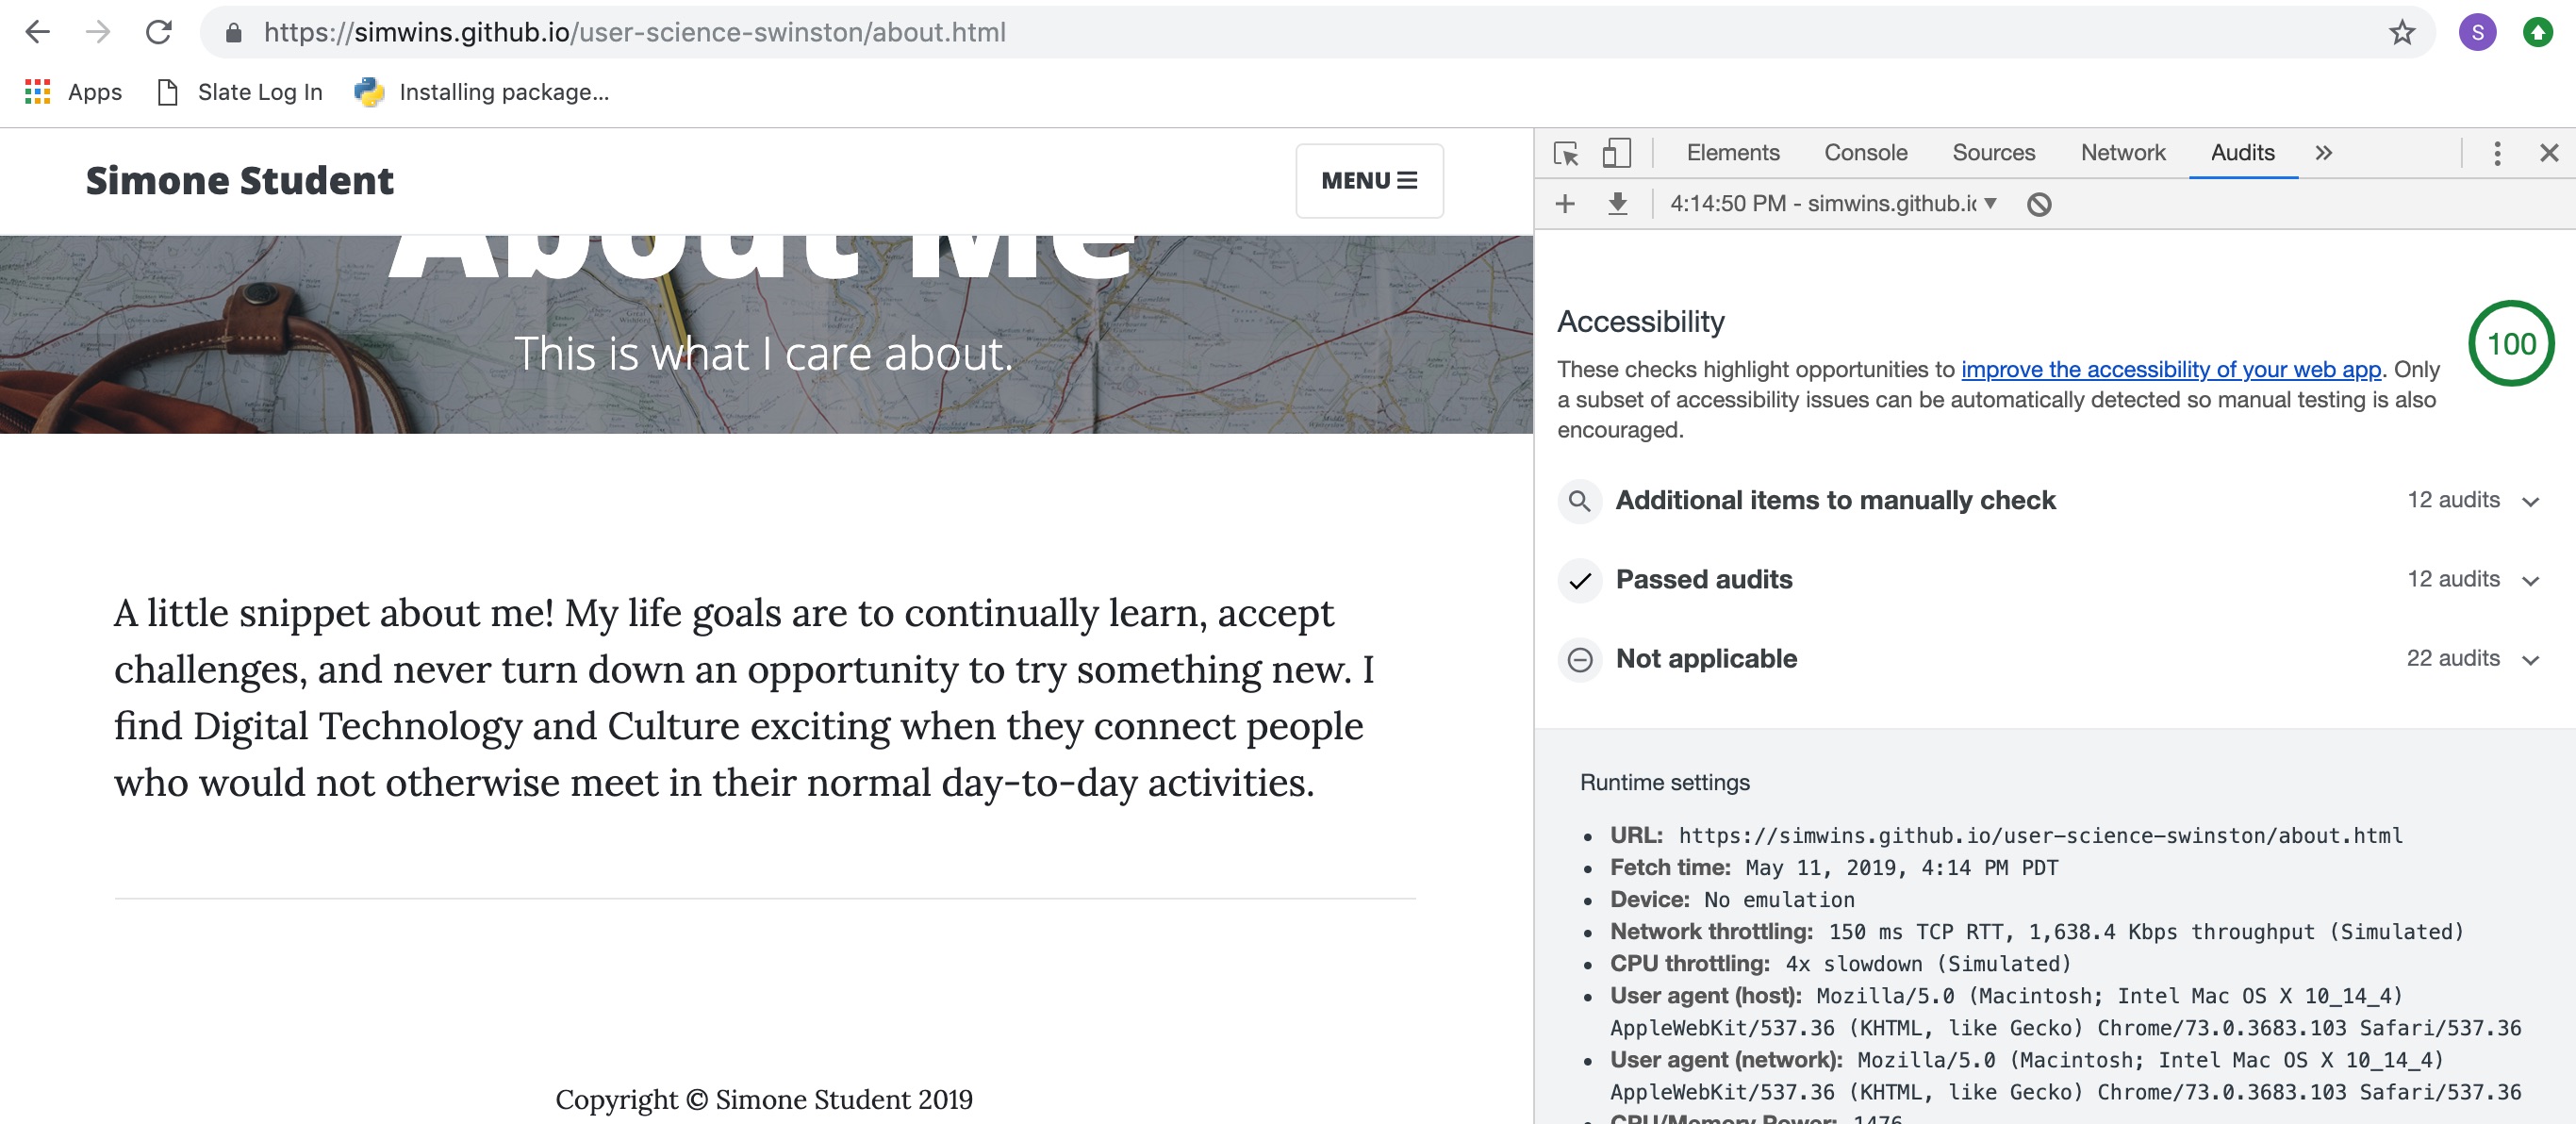 https://simwins.github.io/user-science-swinston/about.html
S
Apps
Slate Log In
Installing package...
Simone Student
MENU
About Me
This is what I care about.
A little snippet about me! My life goals are to continually learn, accept
challenges, and never turn down an opportunity to try something new. I
find Digital Technology and Culture exciting when they connect people
who would not otherwise meet in their normal day-to-day activities.
Copyright © Simone Student 2019
Elements Console Sources Network Audits »
4:14:50 PM - simwins.github.io
Accessibility
100
These checks highlight opportunities to improve the accessibility of your web app. Only
a subset of accessibility issues can be automatically detected so manual testing is also
encouraged.
Additional items to manually check 12 audits
Passed audits 12 audits
Not applicable 22 audits
Runtime settings
• URL: https://simwins.github.io/user-science-swinston/about.html
• Fetch time: May 11, 2019, 4:14 PM PDT
• Device: No emulation
• Network throttling: 150 ms TCP RTT, 1,638.4 Kbps throughput (Simulated)
• CPU throttling: 4x slowdown (Simulated)
• User agent (host): Mozilla/5.0 (Macintosh; Intel Mac OS X 10_14_4)
AppleWebKit/537.36 (KHTML, like Gecko) Chrome/73.0.3683.103 Safari/537.36
• User agent (network): Mozilla/5.0 (Macintosh; Intel Mac OS X 10_14_4)
AppleWebKit/537.36 (KHTML, like Gecko) Chrome/73.0.3683.103 Safari/537.36
• CPU/Memory Power: 1476